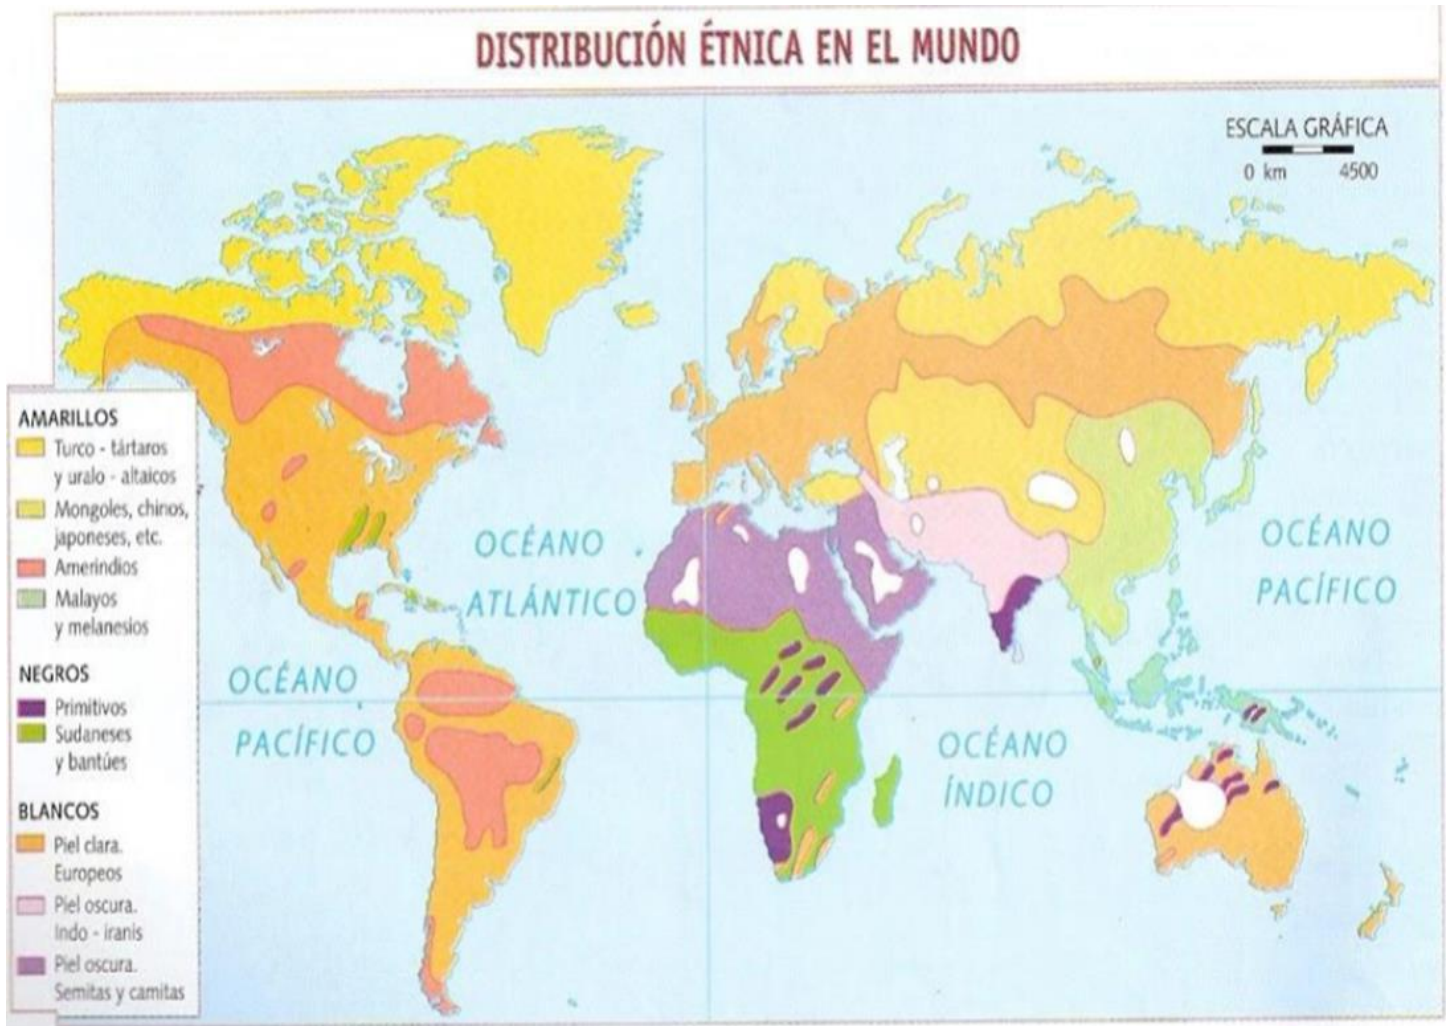 DISTRIBUCIÓN ÉTNICA EN EL MUNDO
ESCALA GRÁFICA
0 km 4500
AMARILLOS
Turco - tártaros
y uralo - altaicos
Mongoles, chinos,
japoneses, etc.
Amerindios
Malayos
y melanesios
NEGROS
Primitivos
Sudaneses
y bantúes
BLANCOS
Piel clara.
Europeos
Piel oscura.
Indo - iranis
Piel oscura.
Semitas y camitas
OCÉANO
ATLÁNTICO
OCÉANO
PACÍFICO
OCÉANO
ÍNDICO
OCÉANO
PACÍFICO